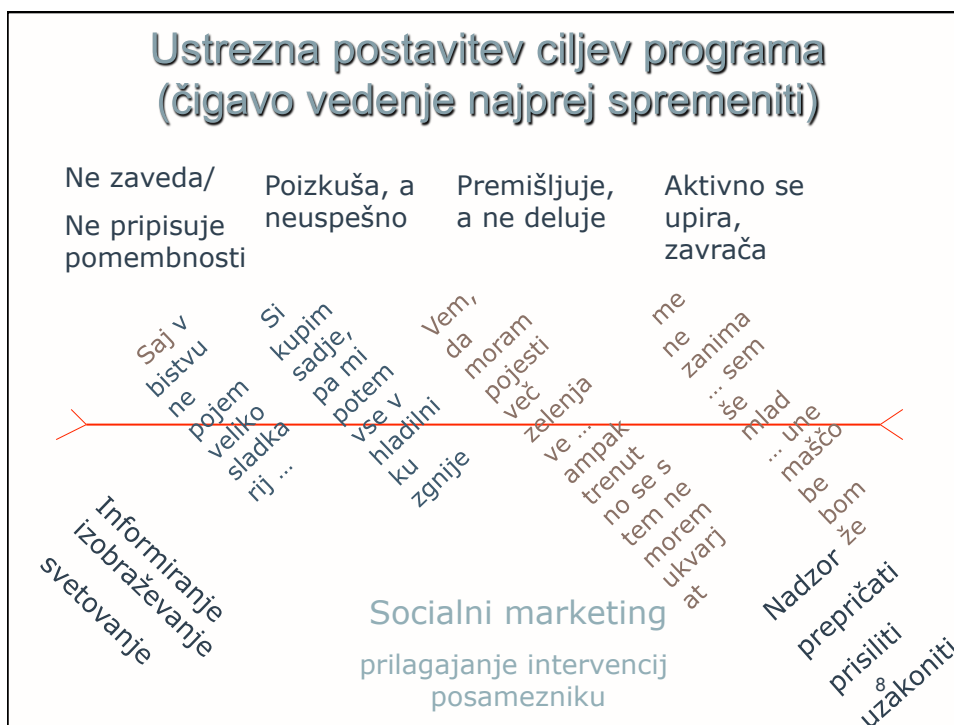 Ustrezna postavitev ciljev programa
(čigavo vedenje najprej spremeniti)
Ne zaveda/
Ne pripisuje
pomembnosti
Poizkuša, a
neuspešno
Premišljuje,
a ne deluje
Aktivno se
upira,
zavrača
Saj v
bistvu
ne
pojem
veliko
sladka
rij ...
Si
kupim
sadje,
pa mi
potem
vse v
hladilni
ku
zgnije
Vem,
da
moram
pojesti
več
zelenja
ve ...
ampak
trenut
no se s
tem ne
morem
ukvarj
at
me
ne
zanima
... sem
še
mlad
... une
maščo
be
bom
že
Informiranje
izobraževanje
svetovanje
Socialni marketing
prilagajanje intervencij
posamezniku
Nadzor
prepričati
prisiliti
uzakoniti
8